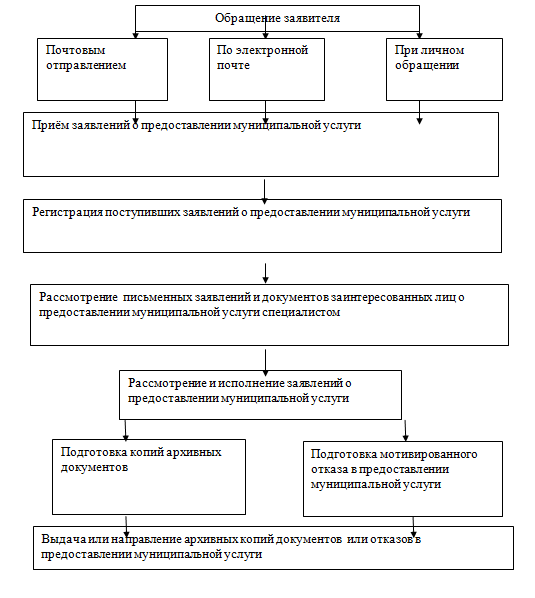 Обращение заявителя
Почтовым
отправлением
По электронной
почте
При личном
обращении
Приём заявлений о предоставлении муниципальной услуги
Регистрация поступивших заявлений о предоставлении муниципальной услуги
Рассмотрение письменных заявлений и документов заинтересованных лиц о
предоставлении муниципальной услуги специалистом
Рассмотрение и исполнение заявлений о
предоставлении муниципальной услуги
Подготовка копий архивных
документов
Подготовка мотивированного
отказа в предоставлении
муниципальной услуги
Выдача или направление архивных копий документов или отказов в
предоставлении муниципальной услуги